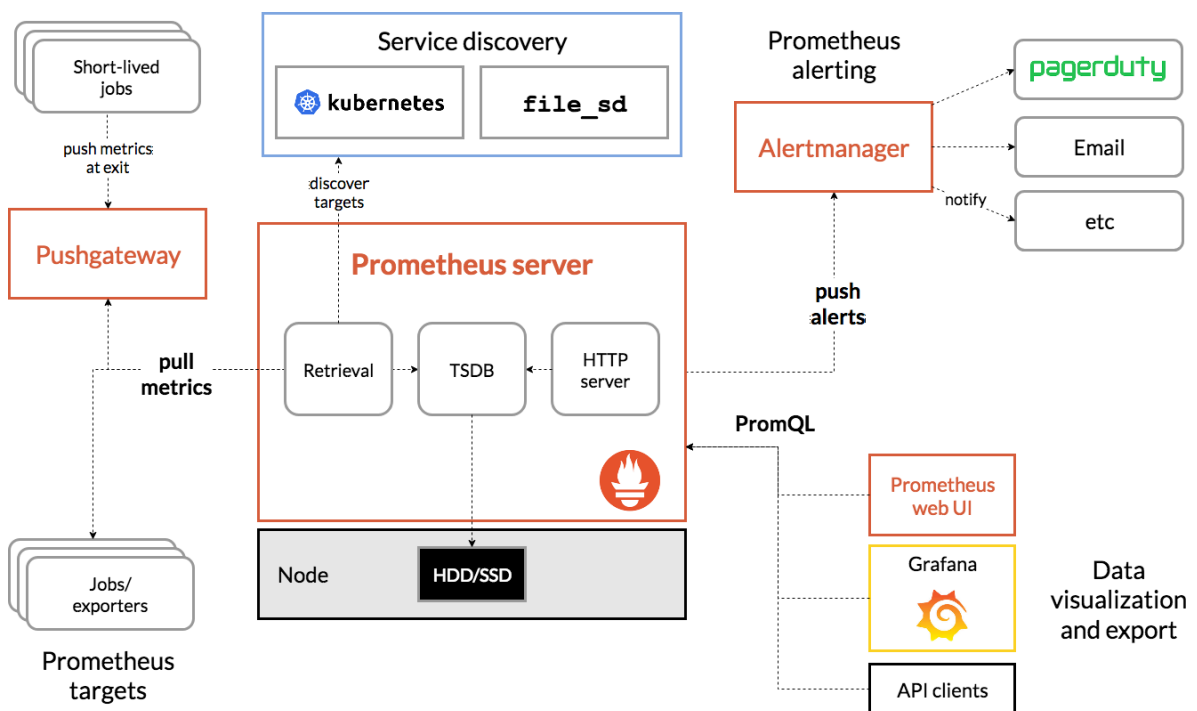 Short-lived
jobs
push metrics
at exit
Pushgateway
pull
metrics
Jobs/
exporters
Prometheus
targets
Service discovery
kubernetes
file_sd
discover
targets
Prometheus server
Retrieval
TSDB
HTTP
server
Node
HDD/SSD
Prometheus
alerting
Alertmanager
pagerduty
Email
notify
etc
push
alerts
PromQL
Prometheus
web UI
Grafana
API clients
Data
visualization
and export